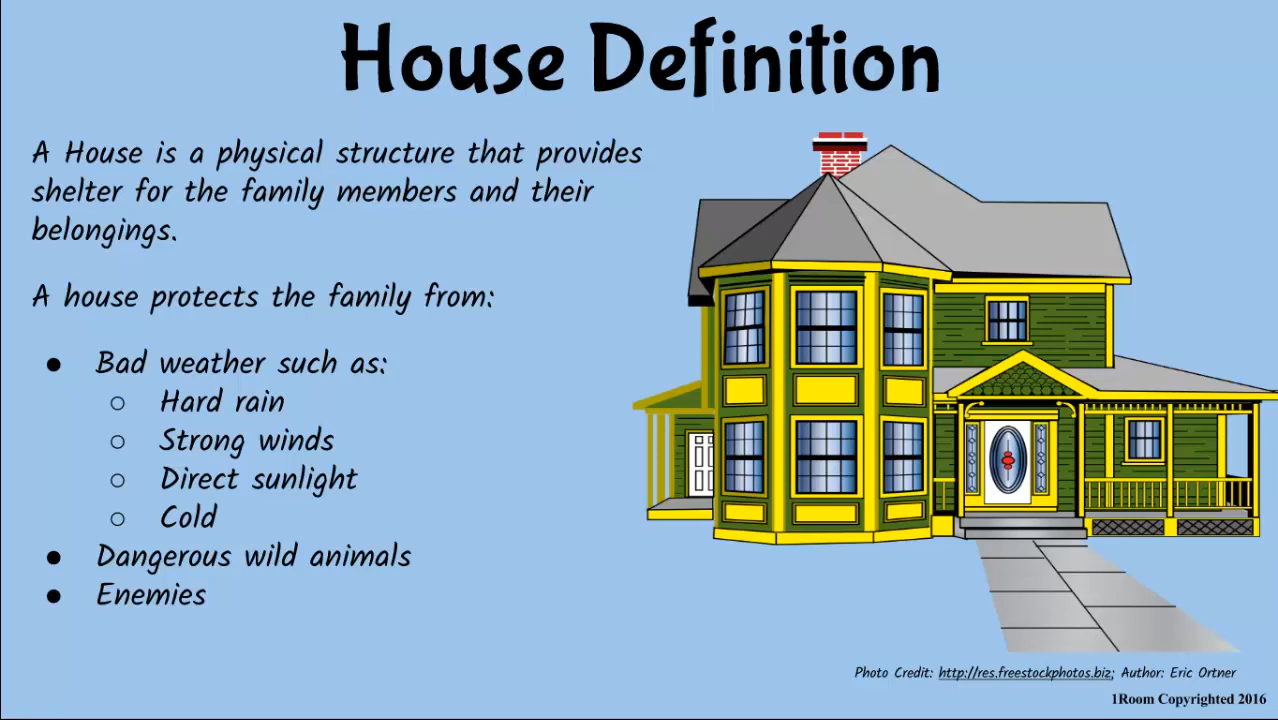 House Definition
A House is a physical structure that provides
shelter for the family members and their
belongings.
A house protects the family from:
● Bad weather such as:
○ Hard rain
○ Strong winds
○ Direct sunlight
○ Cold
● Dangerous wild animals
● Enemies
Photo Credit: http://res.freestockphotos.biz; Author: Eric Ortner
1Room Copyrighted 2016